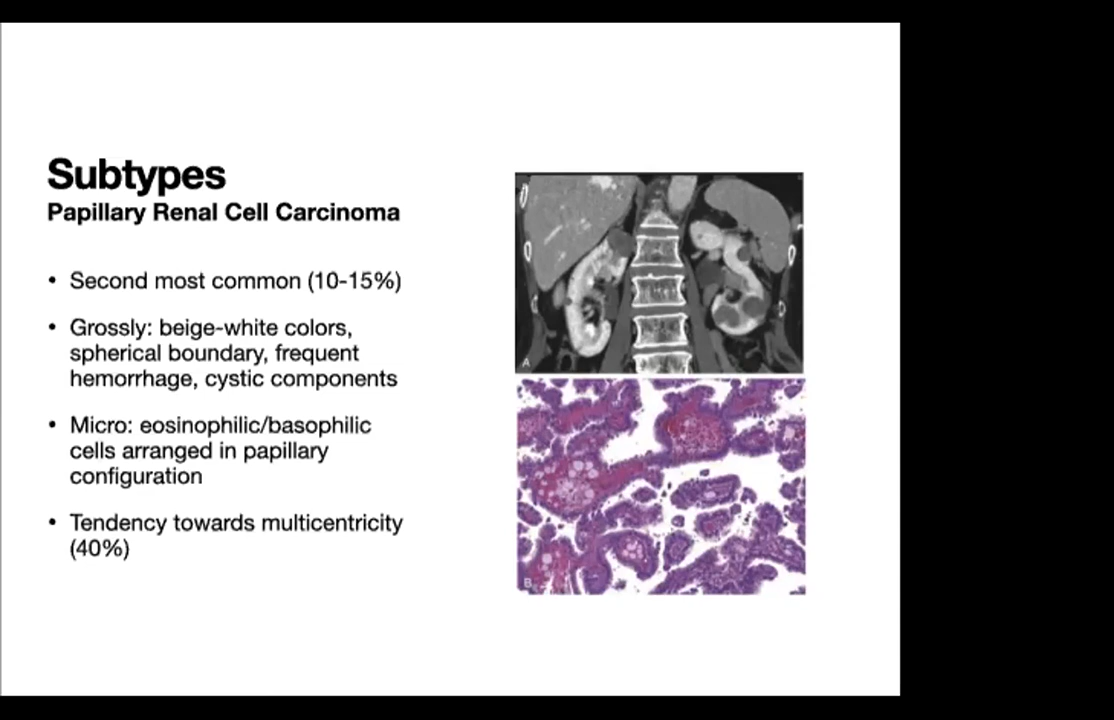 Subtypes
Papillary Renal Cell Carcinoma
• Second most common (10-15%)
• Grossly: beige-white colors,
spherical boundary, frequent
hemorrhage, cystic components
• Micro: eosinophilic/basophilic
cells arranged in papillary
configuration
• Tendency towards multicentricity
(40%)
A
B